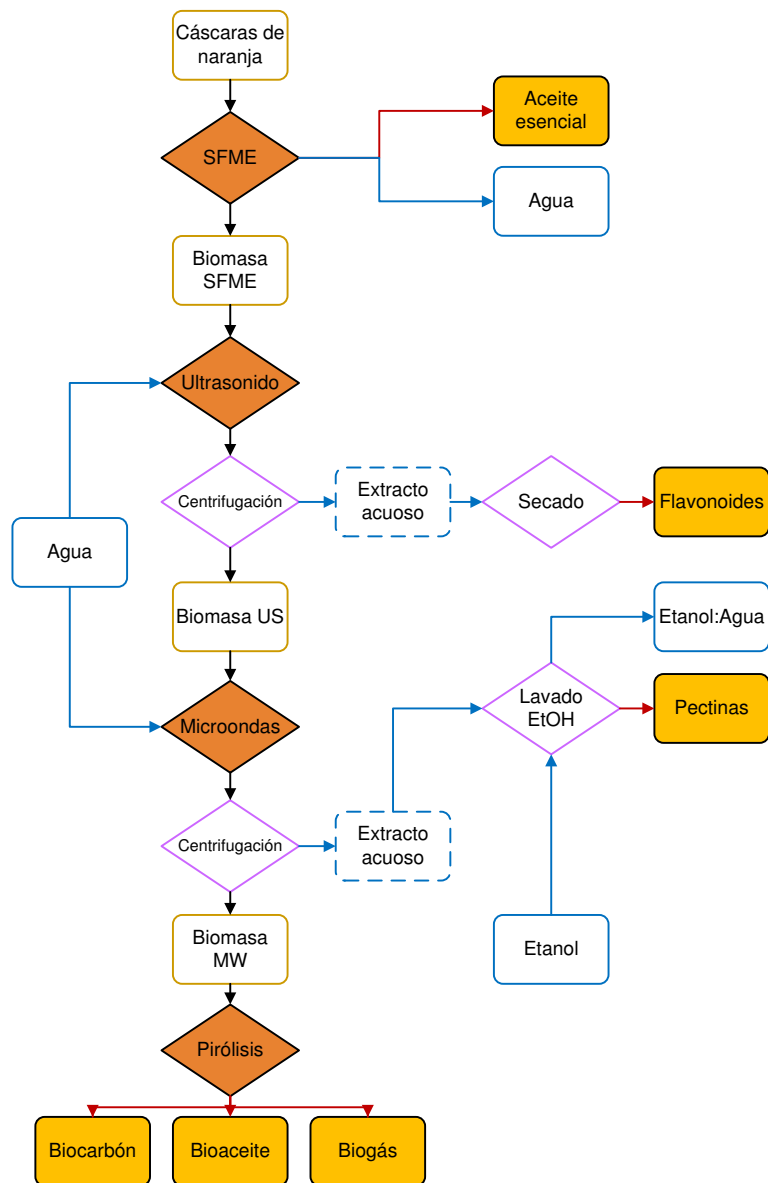 Cáscaras de
naranja
SFME
Aceite
esencial
Agua
Biomasa
SFME
Ultrasonido
Centrifugación
Extracto
acuoso
Secado
Flavonoides
Agua
Biomasa US
Etanol:Agua
Microondas
Lavado
EtOH
Pectinas
Centrifugación
Extracto
acuoso
Biomasa
MW
Etanol
Pirólisis
Biocarbón
Bioaceite
Biogás